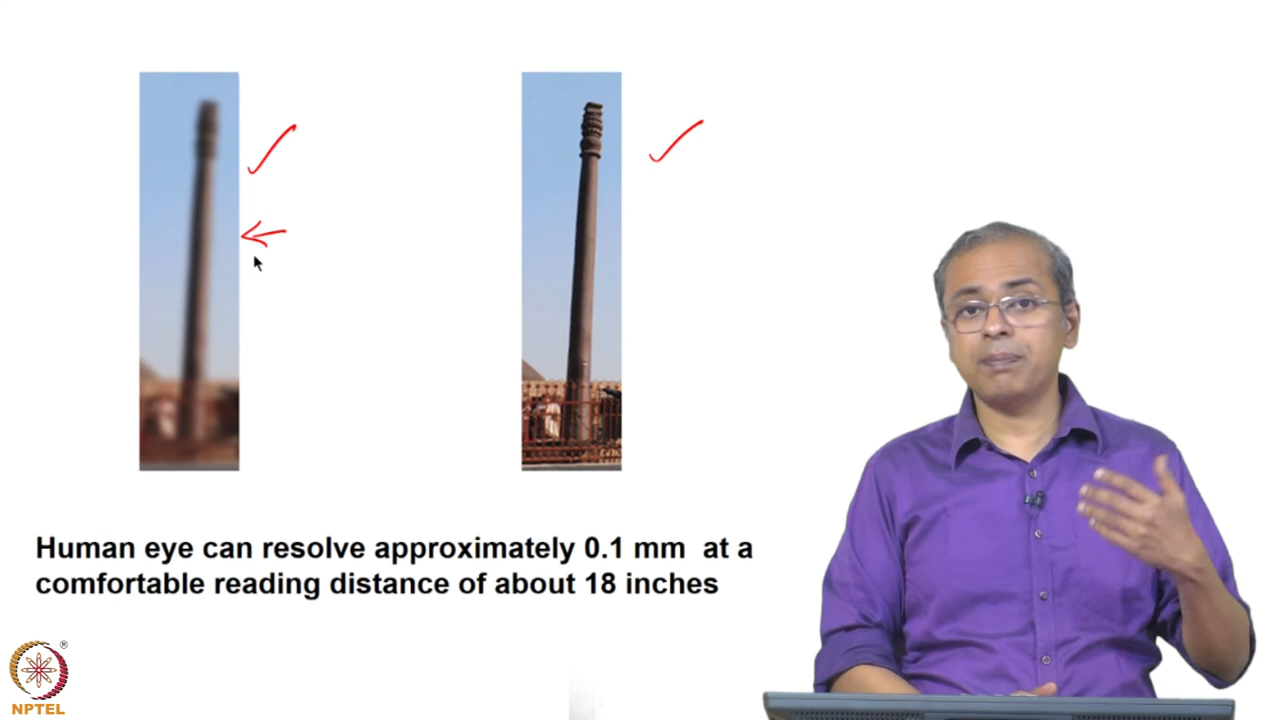 Human eye can resolve approximately 0.1 mm at a
comfortable reading distance of about 18 inches
®
NPTEL